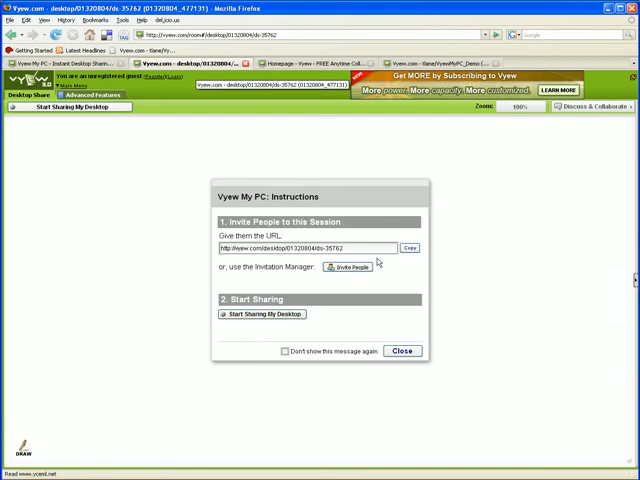 Vyew.com - desktop/01320804/ds-35762 (01320804_477131) - Mozilla Firefox
File Edit View History Bookmarks Tools del.icio.us Help
http://vyew.com/room#/desktop/01320804/ds-35762
Google
Getting Started Latest Headlines Vyew.com - tlane/Vye...
Vyew My PC - Instant Desktop Sharin... Vyew.com - desktop/01320804/... Homepage - Vyew - FREE Anytime Col... Vyew.com - tlane/VyewMyPC_Demo (...
VYEW 3.0
You are an unregistered guest
Main Menu
Vyew.com - desktop/01320804/ds-35762 (01320804_477131)
NEW
Get MORE by Subscribing to Vyew
More power. More capacity. More customized.
LEARN MORE
Desktop Share Advanced Features
Start Sharing My Desktop
Zoom: 100%
Discuss & Collaborate
Vyew My PC: Instructions
1. Invite People to this Session
Give them the URL:
http://vyew.com/desktop/01320804/ds-35762
Copy
or, use the Invitation Manager: Invite People
2. Start Sharing
Start Sharing My Desktop
Don't show this message again
Close
DRAW